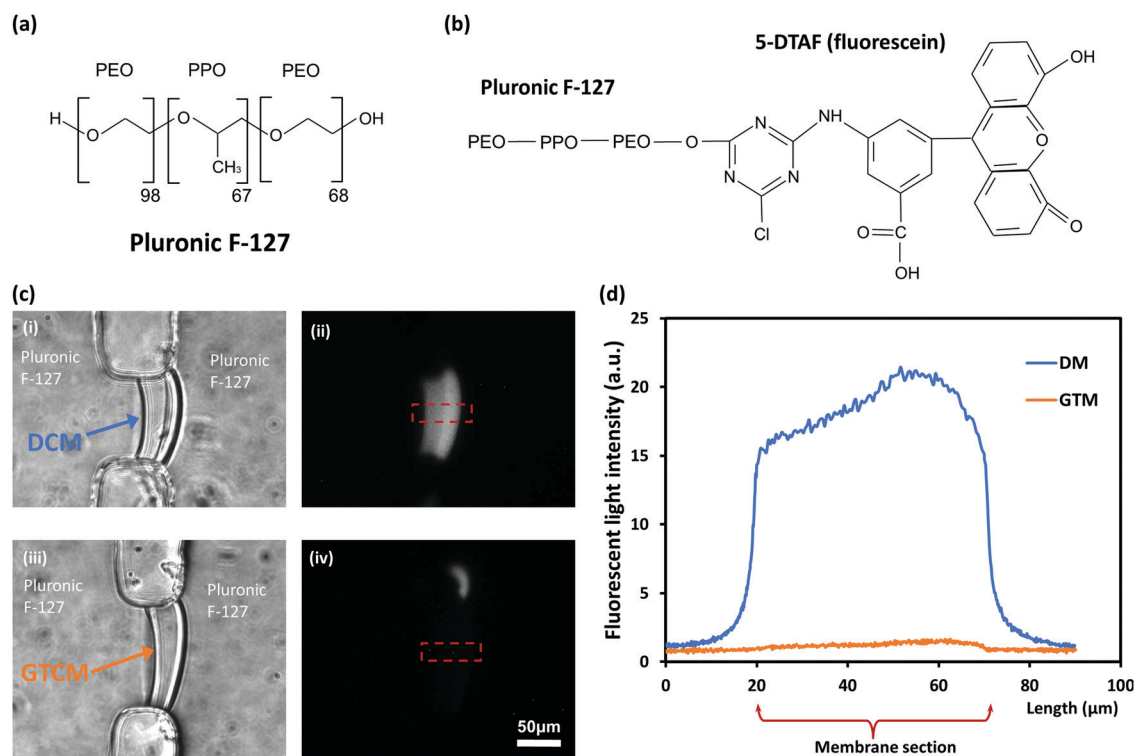 (a)
PEO PPO PEO
H O O O OH
CH₃
98 67 68
Pluronic F-127
(b)
5-DTAF (fluorescein)
Pluronic F-127
OH
PEO PPO PEO O N NH O
N N
Cl O C O
OH
(c)
(i)
Pluronic
F-127
Pluronic
F-127
DCM
(ii)
(iii)
Pluronic
F-127
Pluronic
F-127
GTCM
(iv)
50µm
(d)
Fluorescent light intensity (a.u.)
25
20
15
10
5
0
DM
GTM
0 20 40 60 80 100
Length (µm)
Membrane section